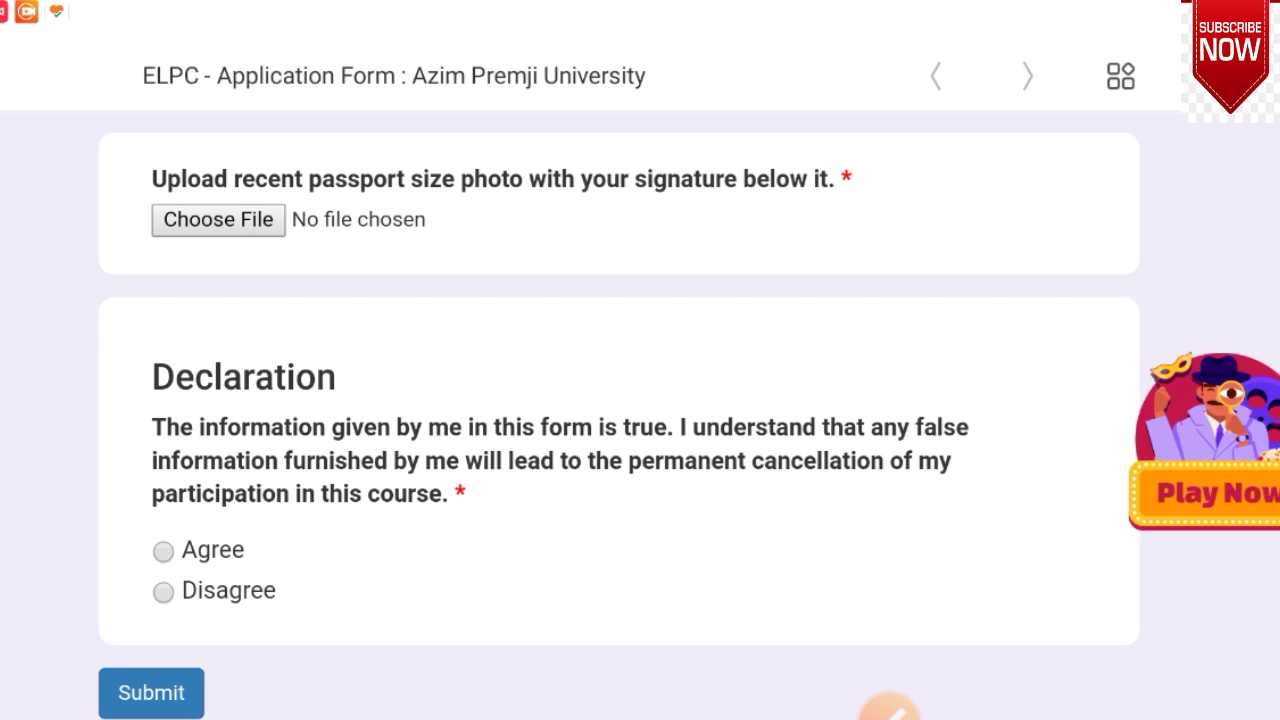 SUBSCRIBE
NOW
ELPC - Application Form : Azim Premji University
Upload recent passport size photo with your signature below it. *
Choose File No file chosen
Declaration
The information given by me in this form is true. I understand that any false
information furnished by me will lead to the permanent cancellation of my
participation in this course. *
Agree
Disagree
Play Now
Submit